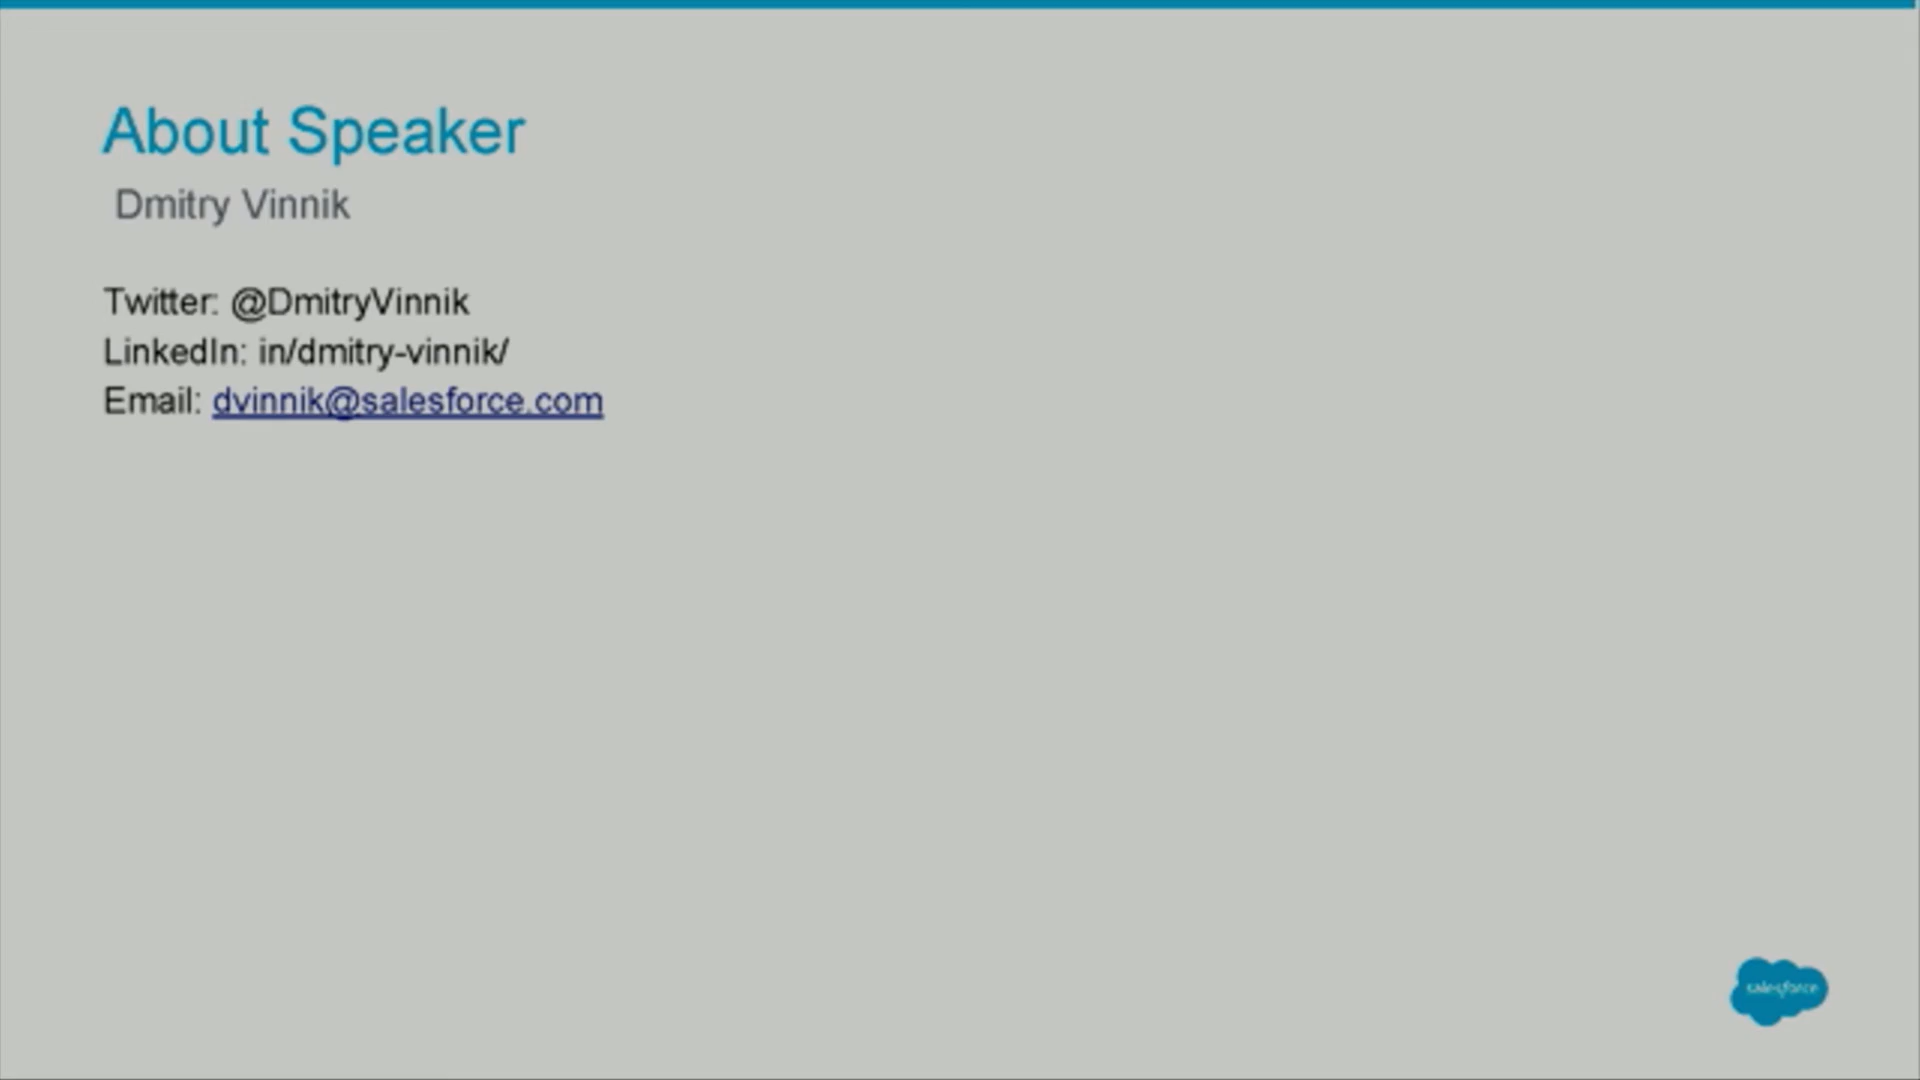 About Speaker
Dmitry Vinnik
Twitter: @DmitryVinnik
LinkedIn: in/dmitry-vinnik/
Email: dvinnik@salesforce.com
salesforce